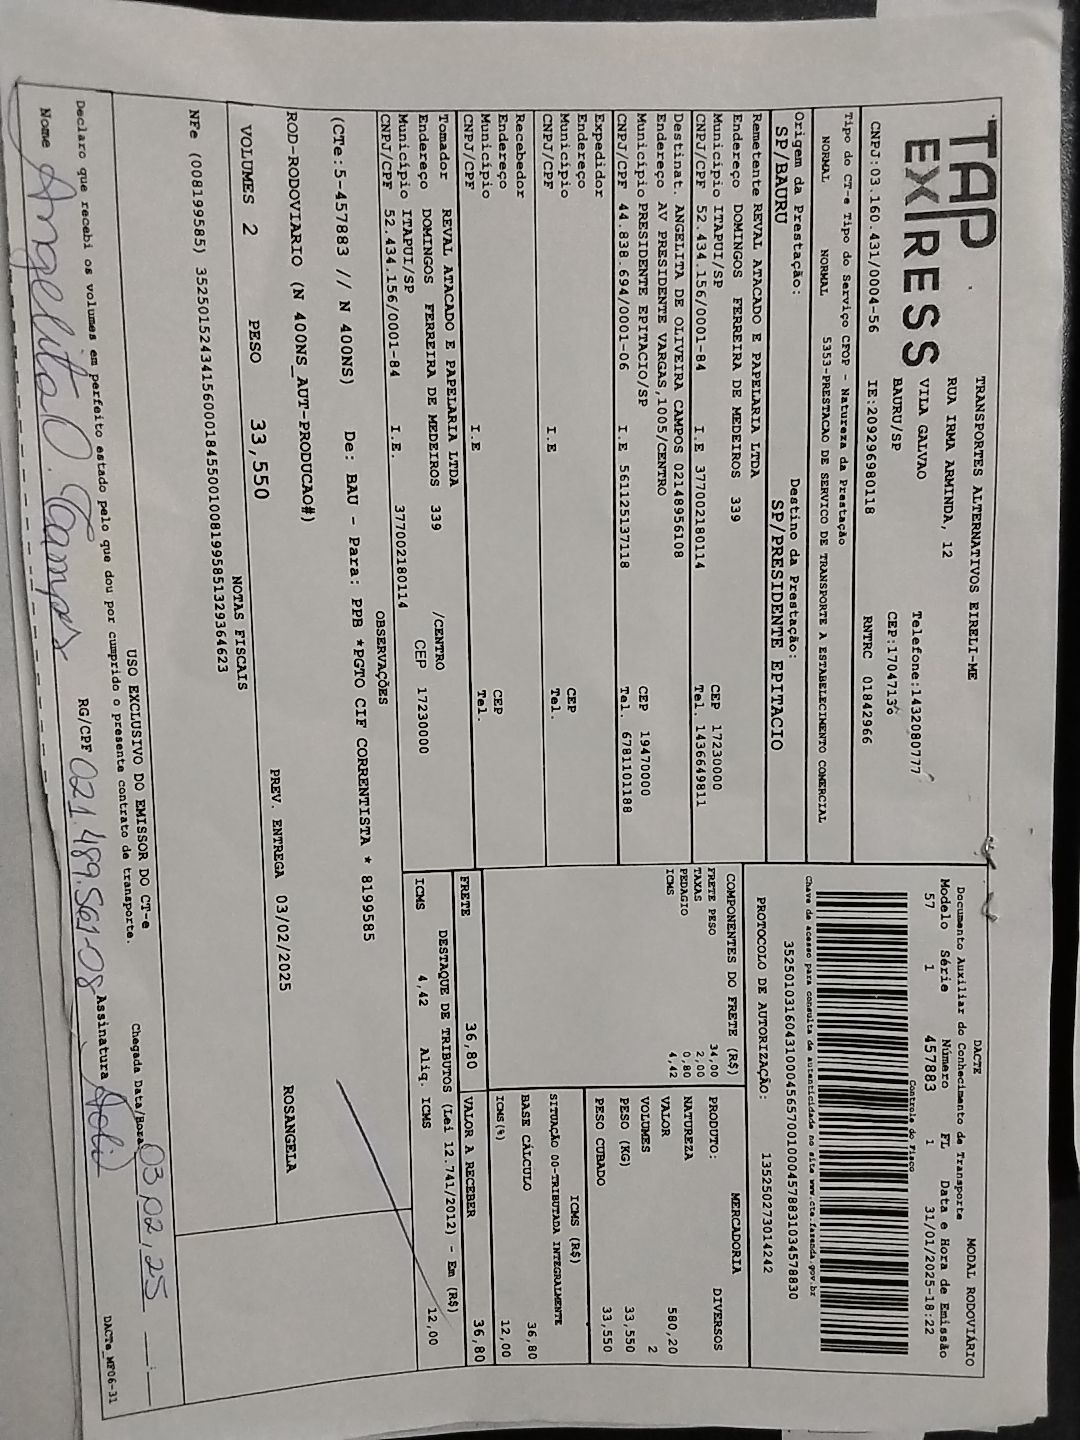 TAP
EXPRESS
TRANSPORTES ALTERNATIVOS EIRELI-ME
RUA IRMA ARMINDA, 12
VILA GALVAO
BAURU/SP
Telefone:1432080777
CEP:17047130
CNPJ:03.160.431/0004-56 IE:209296980118 RNTRC 01842966
Tipo do CT-e Tipo do Serviço CFOP - Natureza da Prestação
NORMAL NORMAL 5353-PRESTACAO DE SERVICO DE TRANSPORTE A ESTABELECIMENTO COMERCIAL
Origem da Prestação: Destino da Prestação:
SP/BAURU SP/PRESIDENTE EPITACIO
Remetente REVAL ATACADO E PAPELARIA LTDA
Endereço DOMINGOS FERREIRA DE MEDEIROS 339
Município ITAPUI/SP CEP 17230000
CNPJ/CPF 52.434.156/0001-84 I.E 377002180114 Tel. 1436649811
Destinat. ANGELITA DE OLIVEIRA CAMPOS 02148956108
Endereço AV PRESIDENTE VARGAS,1005/CENTRO
Município PRESIDENTE EPITACIO/SP CEP 19470000
CNPJ/CPF 44.838.694/0001-06 I.E 561125137118 Tel. 6781101188
Expedidor
Endereço
Município CEP
CNPJ/CPF I.E Tel.
Recebedor
Endereço
Município CEP
CNPJ/CPF I.E Tel.
Tomador REVAL ATACADO E PAPELARIA LTDA
Endereço DOMINGOS FERREIRA DE MEDEIROS 339 /CENTRO
Município ITAPUI/SP CEP 17230000
CNPJ/CPF 52.434.156/0001-84 I.E. 377002180114
DACTE MODAL RODOVIÁRIO
Documento Auxiliar do Conhecimento de Transporte
Modelo Série Número FL Data e Hora de Emissão
57 1 457883 1 31/01/2025-18:22
Controle do Fisco
35250103160431000456570010004578831034578830
Chave de acesso para consulta de autenticidade no site www.cte.fazenda.gov.br
PROTOCOLO DE AUTORIZAÇÃO: 135250273014242
COMPONENTES DO FRETE (R$)
FRETE PESO 34,00
TAXAS 2,00
PEDAGIO 0,80
ICMS 4,42
PRODUTO: MERCADORIA
NATUREZA DIVERSOS
VALOR 580,20
VOLUMES 2
PESO (KG) 33,550
PESO CUBADO 33,550
ICMS (R$)
SITUAÇÃO 00-TRIBUTADA INTEGRALMENTE
BASE CÁLCULO 36,80
ICMS(%) 12,00
FRETE 36,80 VALOR A RECEBER 36,80
DESTAQUE DE TRIBUTOS (Lei 12.741/2012) - Em (R$)
ICMS 4,42 Aliq. ICMS 12,00
OBSERVAÇÕES
(CTe:5-457883 // N 400NS) De: BAU - Para: PPB *PGTO CIF CORRENTISTA * 8199585
ROD-RODOVIARIO (N 400NS_AUT-PRODUCAO#)
PREV. ENTREGA 03/02/2025 ROSANGELA
VOLUMES 2 PESO 33,550
NOTAS FISCAIS
NFe (008199585) 35250152434156000184550010081995851329364623
USO EXCLUSIVO DO EMISSOR DO CT-e
Declaro que recebi os volumes em perfeito estado pelo que dou por cumprido o presente contrato de transporte.
Chegada Data/Hora 03.02,25 :
Nome Angelita O. Campos RG/CPF 021.489.561-08 Assinatura
DACTe_MF06-31